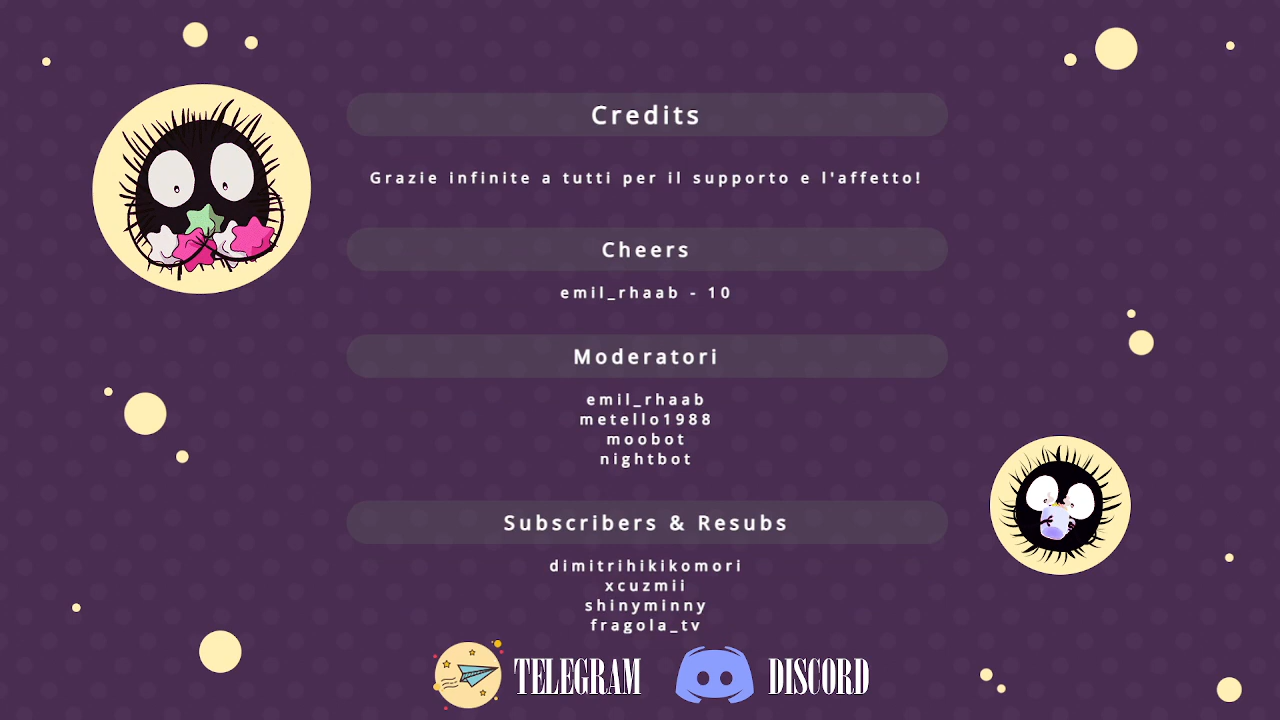 Credits
Grazie infinite a tutti per il supporto e l'affetto!
Cheers
emil_rhaab - 10
Moderatori
emil_rhaab
metello1988
moobot
nightbot
Subscribers & Resubs
dimitrihikikomori
xcuzmii
shinyminny
fragola_tv
TELEGRAM DISCORD